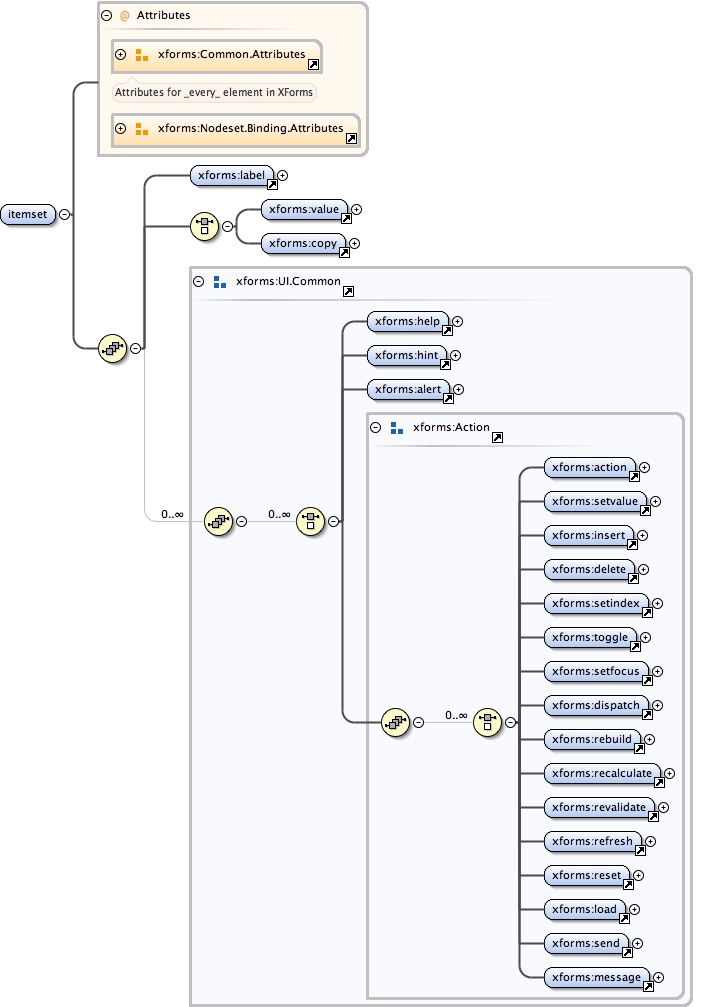 @ Attributes
xforms:Common.Attributes
Attributes for _every_ element in XForms
xforms:Nodeset.Binding.Attributes
itemset
xforms:label
xforms:value
xforms:copy
xforms:UI.Common
xforms:help
xforms:hint
xforms:alert
xforms:Action
0..∞
0..∞
xforms:action
xforms:setvalue
xforms:insert
xforms:delete
xforms:setindex
xforms:toggle
xforms:setfocus
xforms:dispatch
0..∞
xforms:rebuild
xforms:recalculate
xforms:revalidate
xforms:refresh
xforms:reset
xforms:load
xforms:send
xforms:message